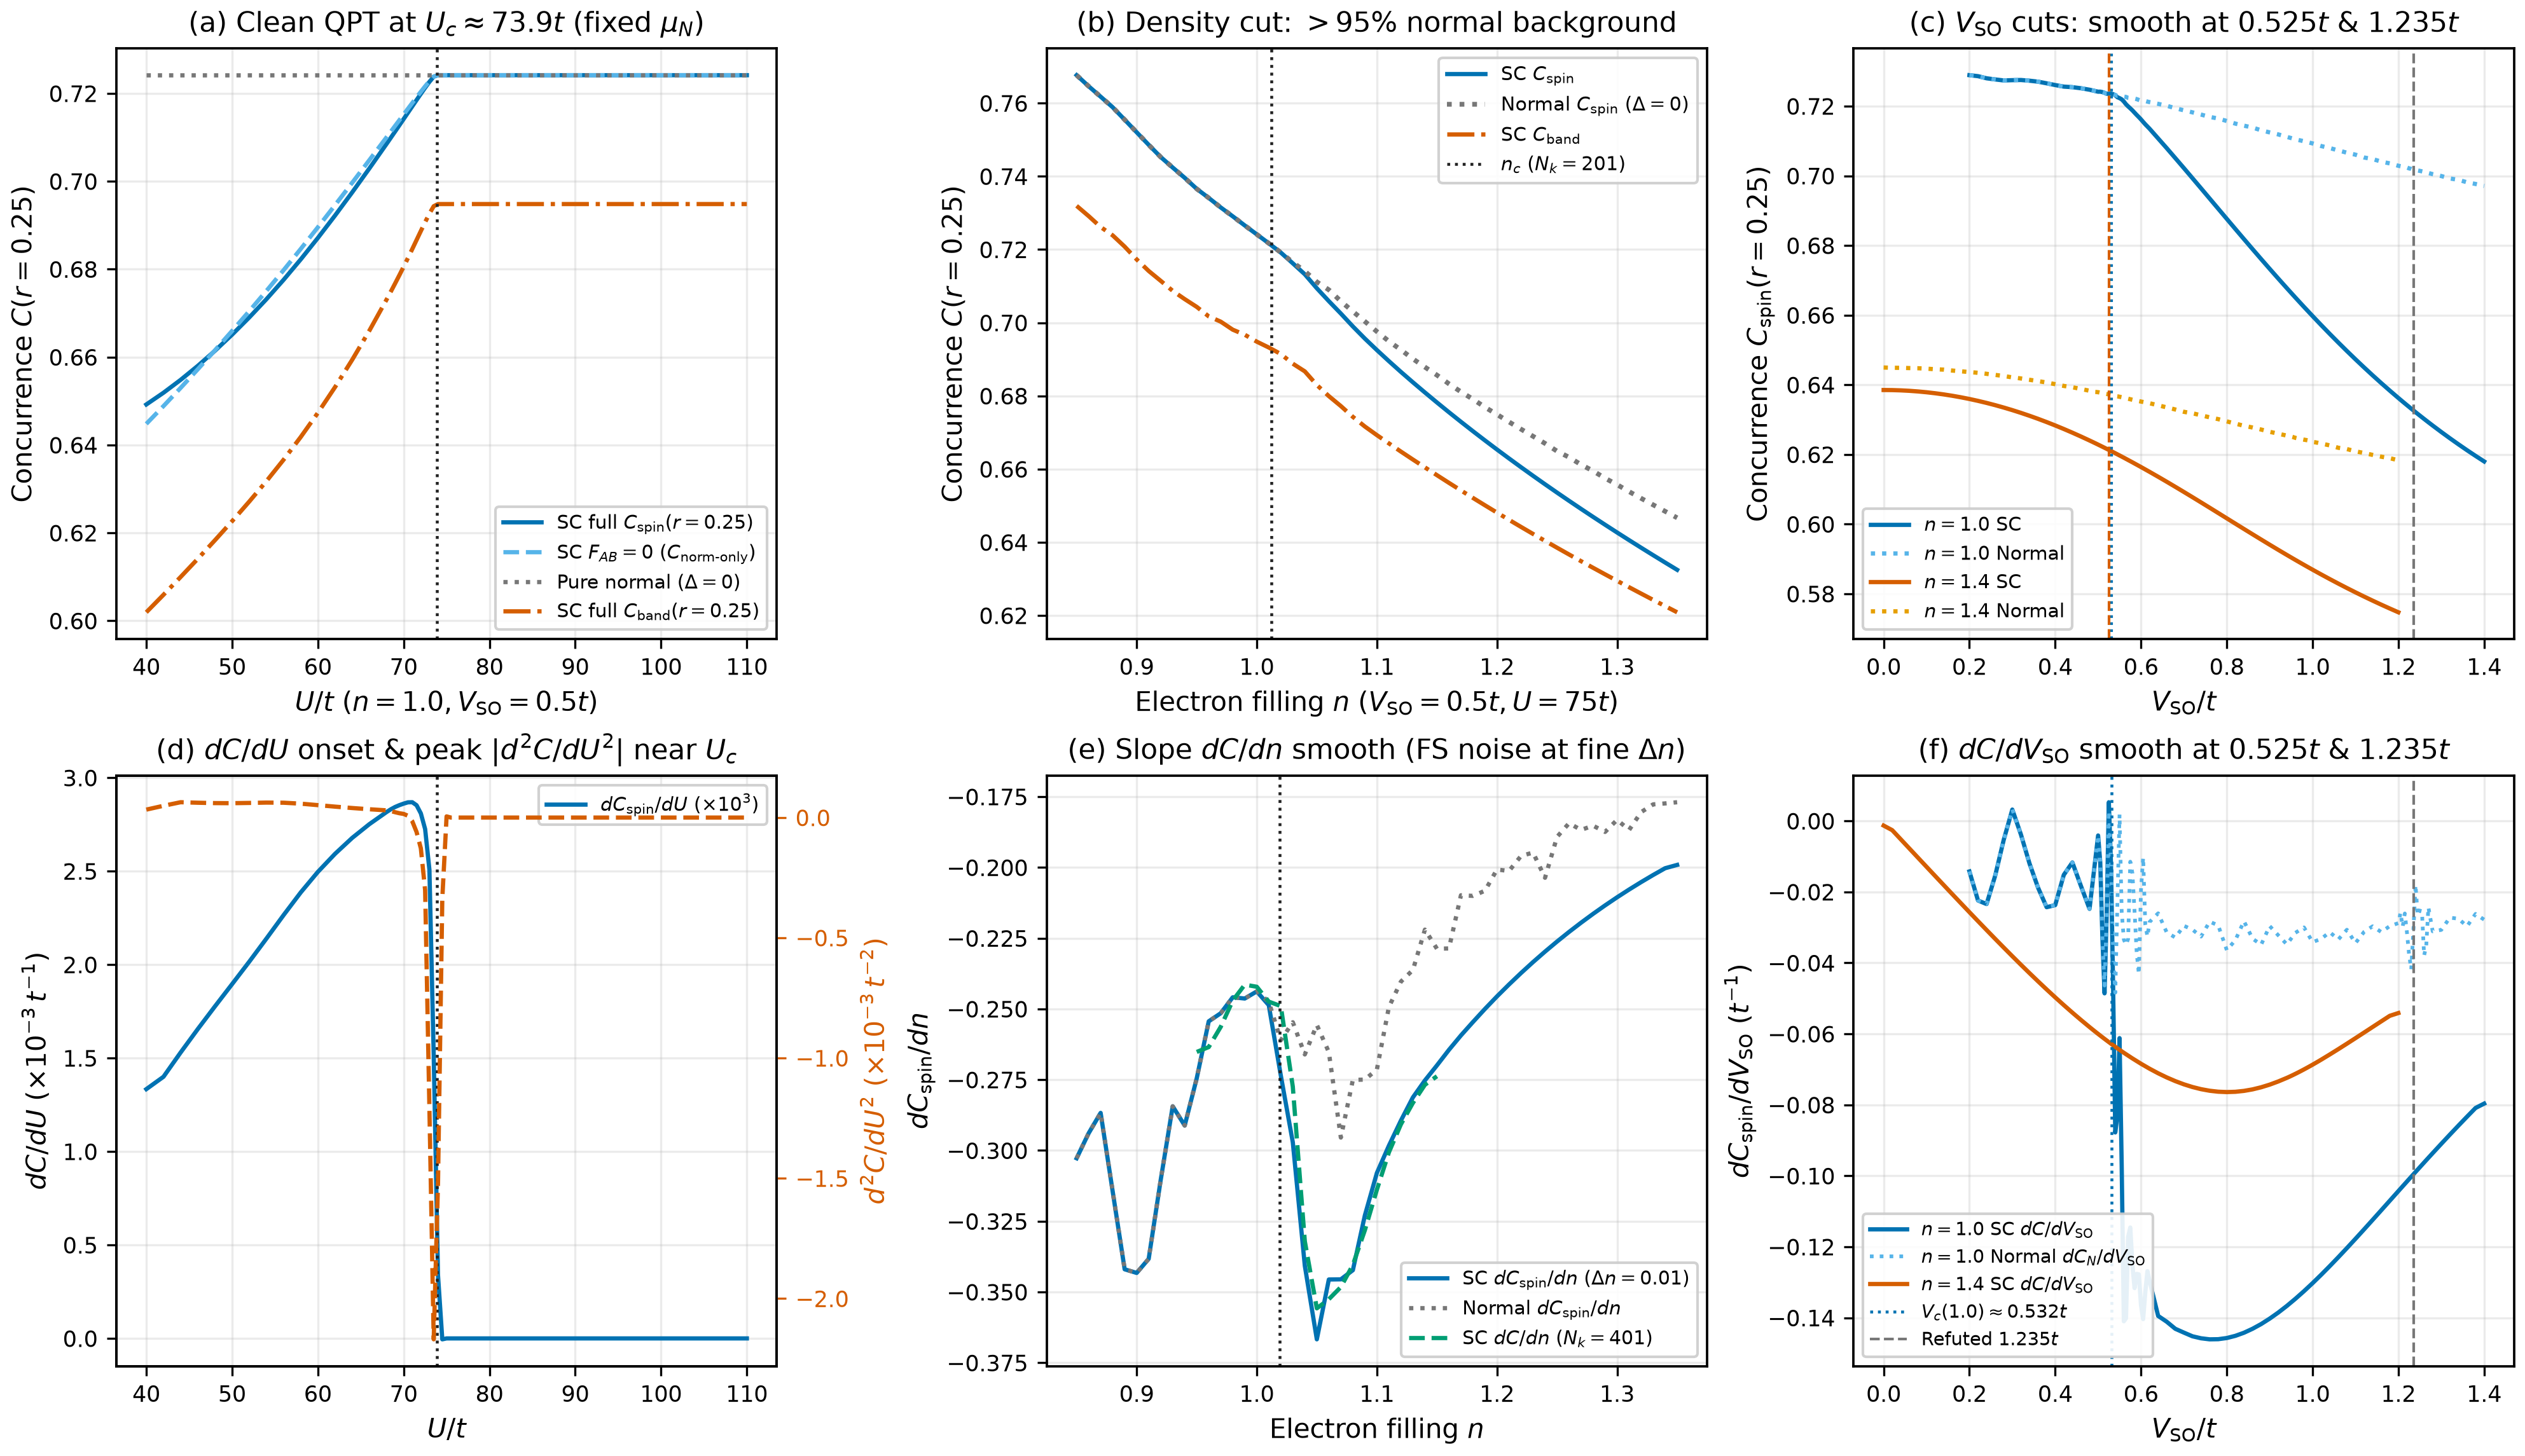 (a) Clean QPT at U_c ≈ 73.9t (fixed μ_N)
Concurrence C(r = 0.25)
0.72
0.70
0.68
0.66
0.64
0.62
0.60
SC full C_spin(r = 0.25)
SC F_AB = 0 (C_norm-only)
Pure normal (Δ = 0)
SC full C_band(r = 0.25)
40 50 60 70 80 90 100 110
U/t (n = 1.0, V_SO = 0.5t)
(b) Density cut: > 95% normal background
Concurrence C(r = 0.25)
0.76
0.74
0.72
0.70
0.68
0.66
0.64
0.62
SC C_spin
Normal C_spin (Δ = 0)
SC C_band
n_c (N_k = 201)
0.9 1.0 1.1 1.2 1.3
Electron filling n (V_SO = 0.5t, U = 75t)
(c) V_SO cuts: smooth at 0.525t & 1.235t
Concurrence C_spin(r = 0.25)
0.72
0.70
0.68
0.66
0.64
0.62
0.60
0.58
n = 1.0 SC
n = 1.0 Normal
n = 1.4 SC
n = 1.4 Normal
0.0 0.2 0.4 0.6 0.8 1.0 1.2 1.4
V_SO/t
(d) dC/dU onset & peak |d²C/dU²| near U_c
dC/dU (×10⁻³ t⁻¹)
3.0
2.5
2.0
1.5
1.0
0.5
0.0
dC_spin/dU (×10³)
0.0
−0.5
−1.0
−1.5
−2.0
d²C/dU² (×10⁻³ t⁻²)
40 50 60 70 80 90 100 110
U/t
(e) Slope dC/dn smooth (FS noise at fine Δn)
dC_spin/dn
−0.175
−0.200
−0.225
−0.250
−0.275
−0.300
−0.325
−0.350
−0.375
SC dC_spin/dn (Δn = 0.01)
Normal dC_spin/dn
SC dC/dn (N_k = 401)
0.9 1.0 1.1 1.2 1.3
Electron filling n
(f) dC/dV_SO smooth at 0.525t & 1.235t
dC_spin/dV_SO (t⁻¹)
0.00
−0.02
−0.04
−0.06
−0.08
−0.10
−0.12
−0.14
n = 1.0 SC dC/dV_SO
n = 1.0 Normal dC_N/dV_SO
n = 1.4 SC dC/dV_SO
V_c(1.0) ≈ 0.532t
Refuted 1.235t
0.0 0.2 0.4 0.6 0.8 1.0 1.2 1.4
V_SO/t